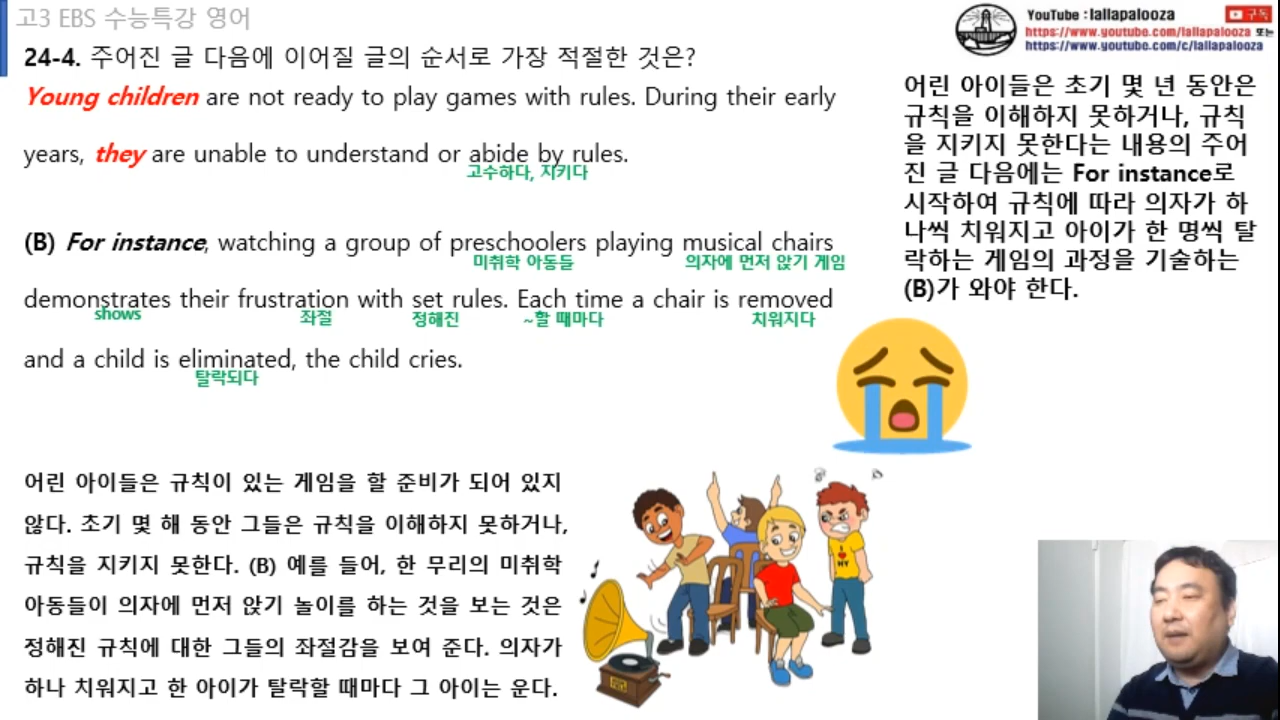 고3 EBS 수능특강 영어
YouTube : lallapalooza
구독
https://www.youtube.com/lallapalooza 또는
https://www.youtube.com/c/lallapalooza
24-4. 주어진 글 다음에 이어질 글의 순서로 가장 적절한 것은?
Young children are not ready to play games with rules. During their early
years, they are unable to understand or abide by rules.
고수하다, 지키다
(B) For instance, watching a group of preschoolers playing musical chairs
미취학 아동들
의자에 먼저 앉기 게임
demonstrates their frustration with set rules. Each time a chair is removed
shows
좌절
정해진
~할 때마다
치워지다
and a child is eliminated, the child cries.
탈락되다
어린 아이들은 초기 몇 년 동안은
규칙을 이해하지 못하거나, 규칙
을 지키지 못한다는 내용의 주어
진 글 다음에는 For instance로
시작하여 규칙에 따라 의자가 하
나씩 치워지고 아이가 한 명씩 탈
락하는 게임의 과정을 기술하는
(B)가 와야 한다.
어린 아이들은 규칙이 있는 게임을 할 준비가 되어 있지
않다. 초기 몇 해 동안 그들은 규칙을 이해하지 못하거나,
규칙을 지키지 못한다. (B) 예를 들어, 한 무리의 미취학
아동들이 의자에 먼저 앉기 놀이를 하는 것을 보는 것은
정해진 규칙에 대한 그들의 좌절감을 보여 준다. 의자가
하나 치워지고 한 아이가 탈락할 때마다 그 아이는 운다.